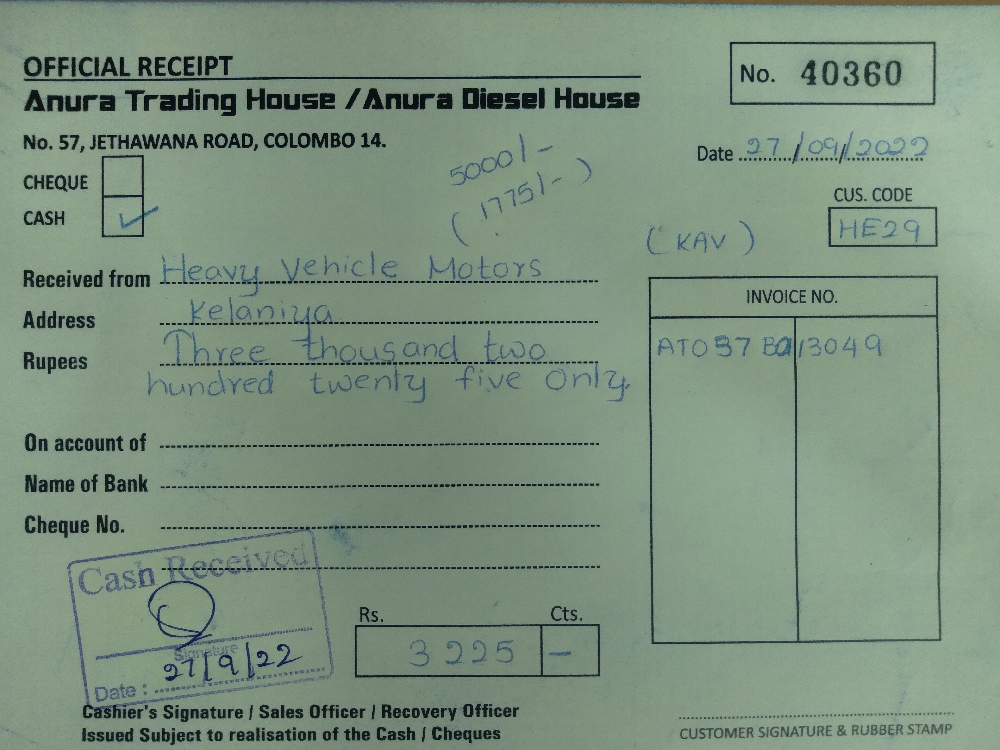 OFFICIAL RECEIPT
No. 40360
Anura Trading House / Anura Diesel House
No. 57, JETHAWANA ROAD, COLOMBO 14.
Date 27/09/2022
5000/-
(1775/-)
CHEQUE
CASH ✓
CUS. CODE
HE29
(KAV)
Received from Heavy Vehicle Motors
Address Kelaniya
Rupees Three thousand two
hundred twenty five Only.
INVOICE NO.
13049
On account of
Name of Bank
Cheque No.
Cash Received
Signature
Date : 27/9/22
Rs. Cts.
3225 –
Cashier's Signature / Sales Officer / Recovery Officer
Issued Subject to realisation of the Cash / Cheques
CUSTOMER SIGNATURE & RUBBER STAMP